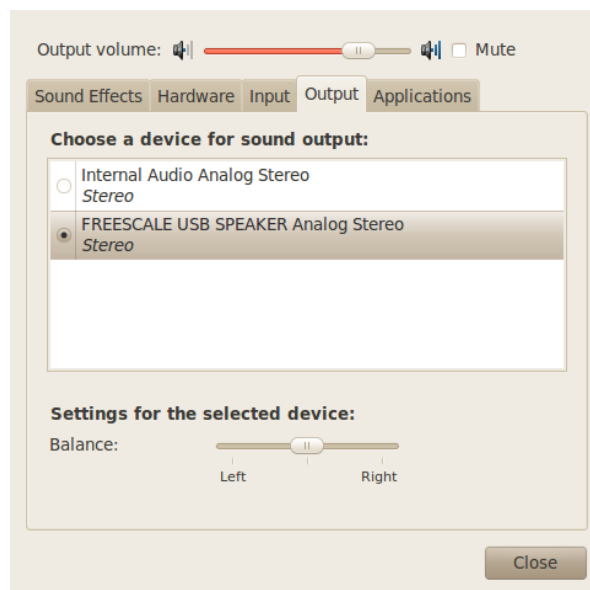 Output volume: Mute
Sound Effects Hardware Input Output Applications
Choose a device for sound output:
Internal Audio Analog Stereo
Stereo
FREESCALE USB SPEAKER Analog Stereo
Stereo
Settings for the selected device:
Balance:
Left Right
Close